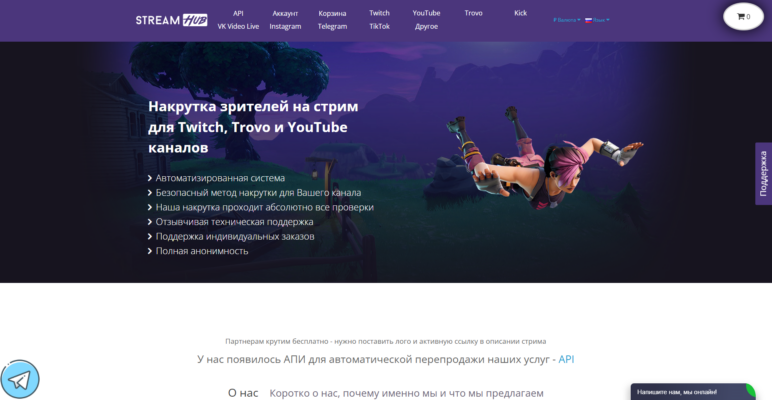 STREAM HUB
API Аккаунт Корзина Twitch YouTube Trovo Kick
VK Video Live Instagram Telegram TikTok Другое
₽ Валюта Язык
0
Накрутка зрителей на стрим
для Twitch, Trovo и YouTube
каналов
Автоматизированная система
Безопасный метод накрутки для Вашего канала
Наша накрутка проходит абсолютно все проверки
Отзывчивая техническая поддержка
Поддержка индивидуальных заказов
Полная анонимность
Поддержка
Партнерам крутим бесплатно - нужно поставить лого и активную ссылку в описании стрима
У нас появилось АПИ для автоматической перепродажи наших услуг - API
О нас Коротко о нас, почему именно мы и что мы предлагаем
Напишите нам, мы онлайн!